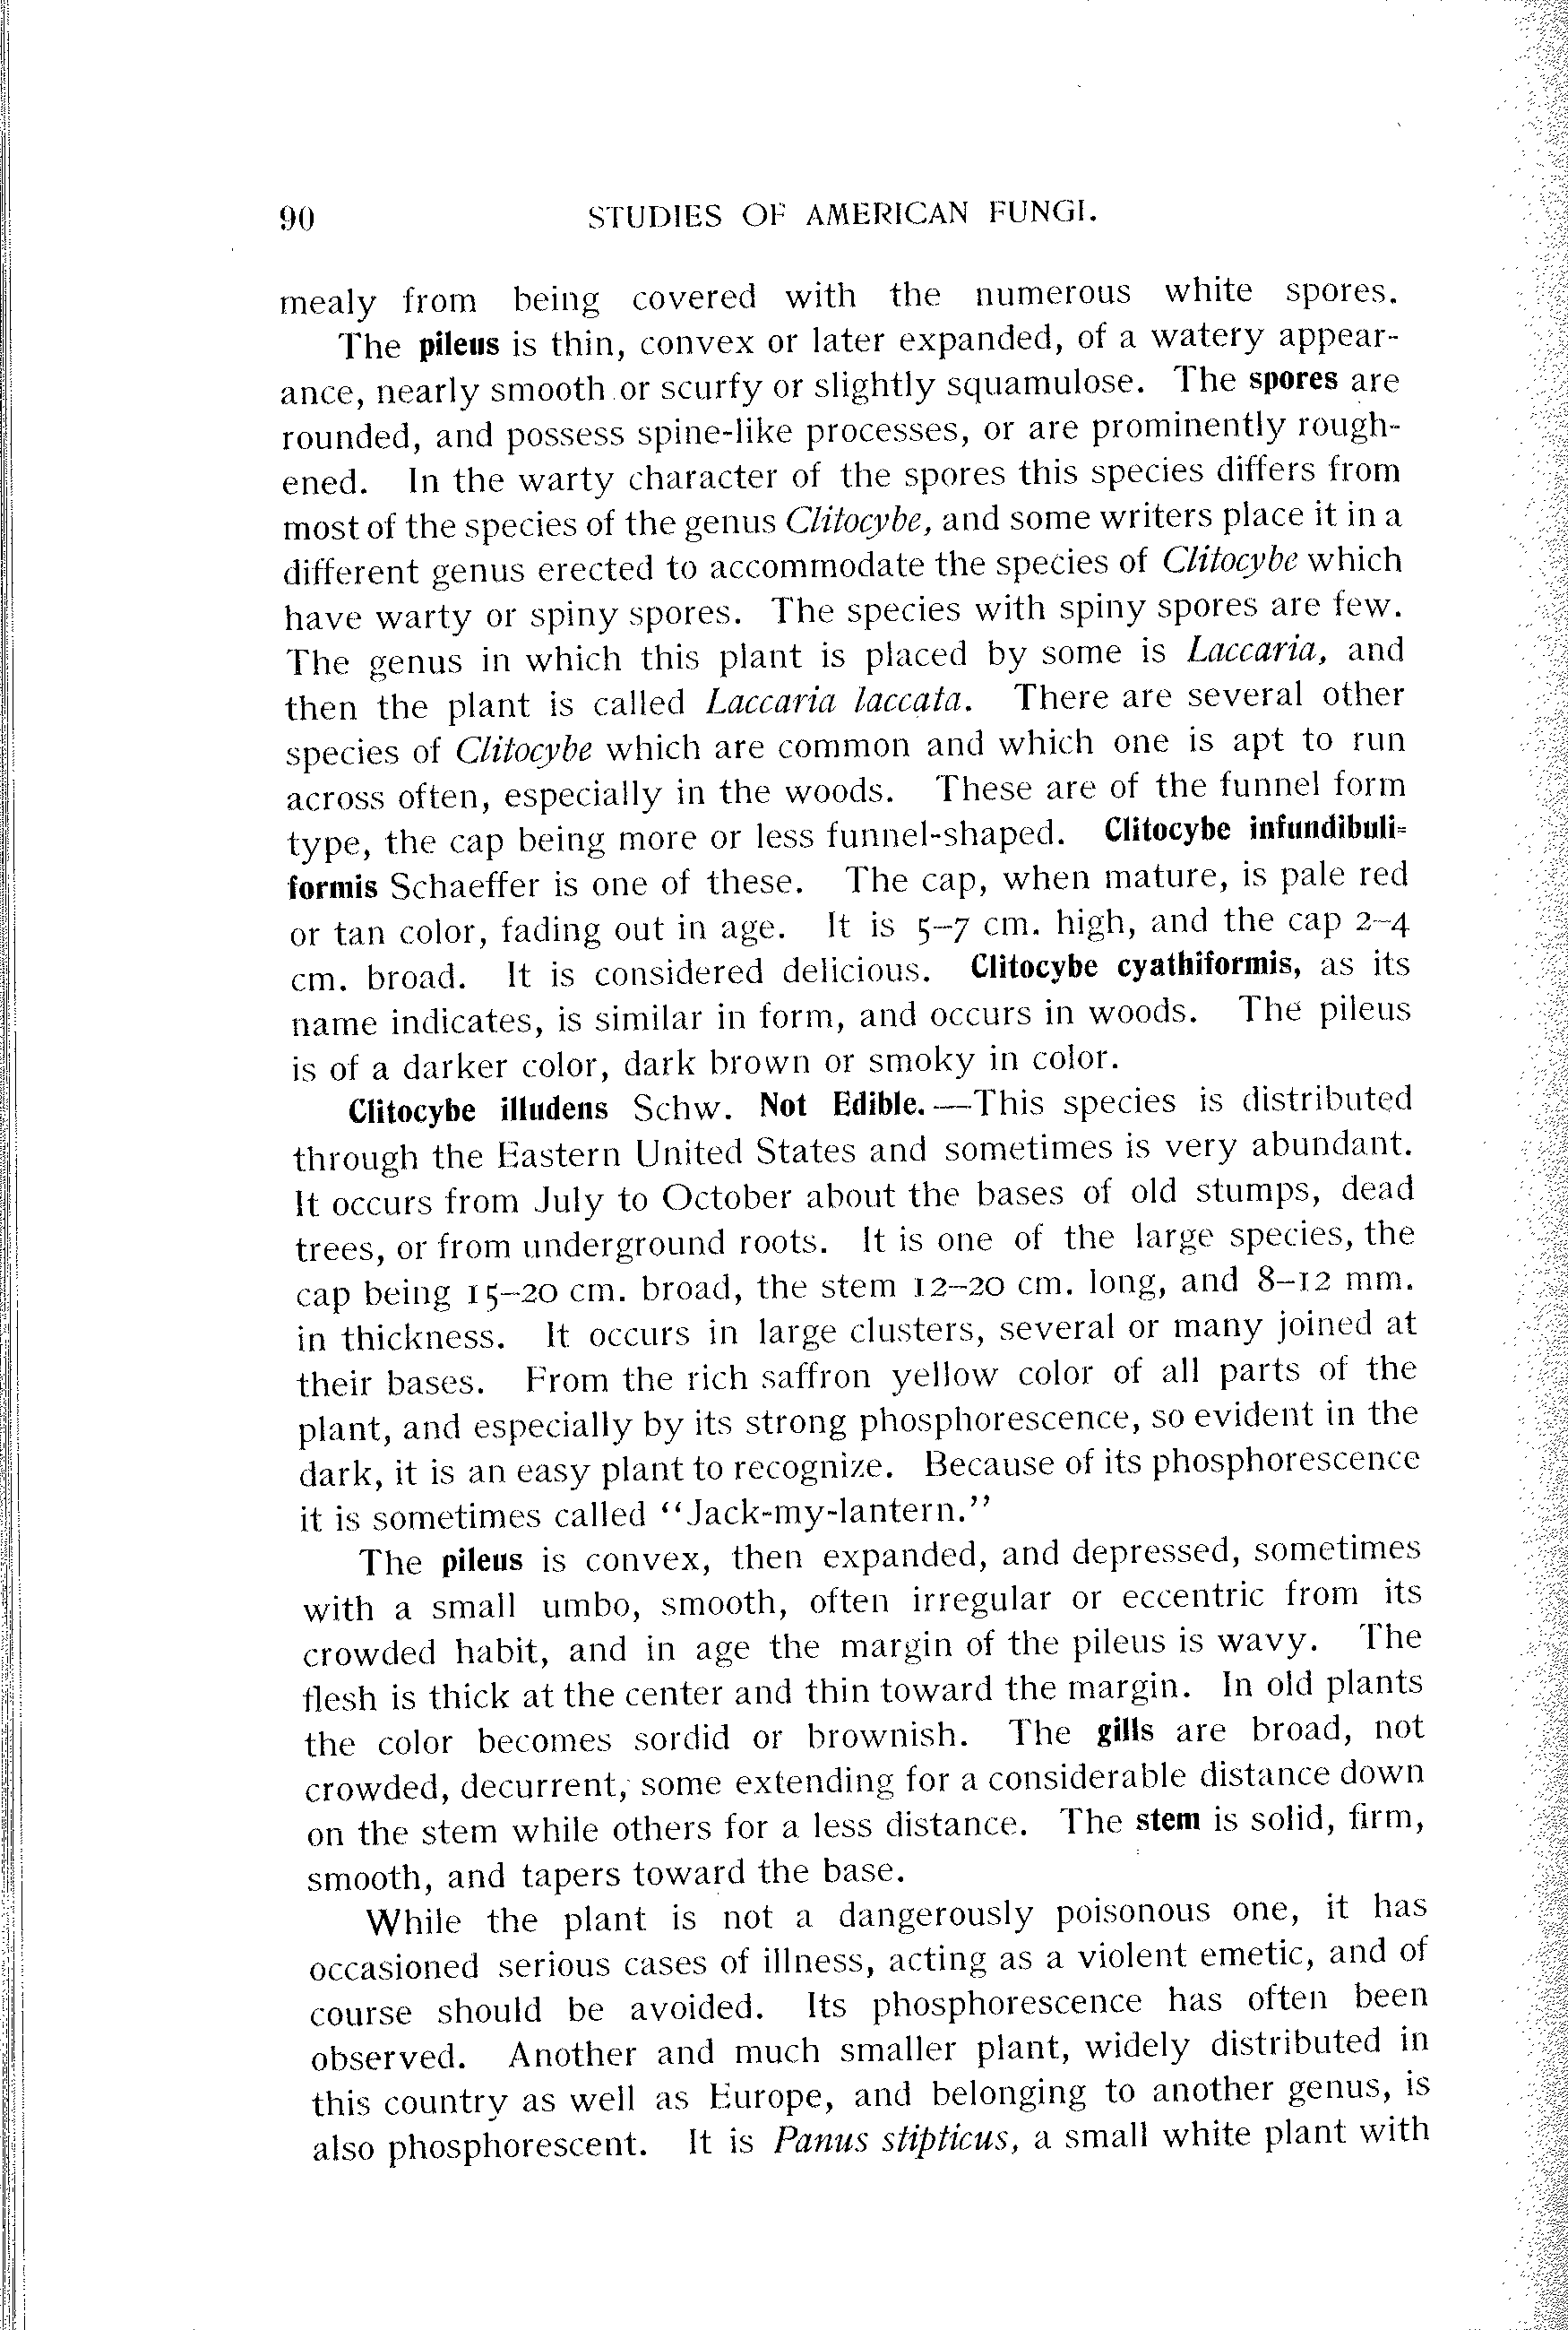 90 STUDIES OF AMERICAN FUNGI.
mealy from being covered with the numerous white spores.
The pileus is thin, convex or later expanded, of a watery appear-
ance, nearly smooth or scurfy or slightly squamulose. The spores are
rounded, and possess spine-like processes, or are prominently rough-
ened. In the warty character of the spores this species differs from
most of the species of the genus Clitocybe, and some writers place it in a
different genus erected to accommodate the species of Clitocybe which
have warty or spiny spores. The species with spiny spores are few.
The genus in which this plant is placed by some is Laccaria, and
then the plant is called Laccaria laccata. There are several other
species of Clitocybe which are common and which one is apt to run
across often, especially in the woods. These are of the funnel form
type, the cap being more or less funnel-shaped. Clitocybe infundibuli=
formis Schaeffer is one of these. The cap, when mature, is pale red
or tan color, fading out in age. It is 5–7 cm. high, and the cap 2–4
cm. broad. It is considered delicious. Clitocybe cyathiformis, as its
name indicates, is similar in form, and occurs in woods. The pileus
is of a darker color, dark brown or smoky in color.
Clitocybe illudens Schw. Not Edible.—This species is distributed
through the Eastern United States and sometimes is very abundant.
It occurs from July to October about the bases of old stumps, dead
trees, or from underground roots. It is one of the large species, the
cap being 15–20 cm. broad, the stem 12–20 cm. long, and 8–12 mm.
in thickness. It occurs in large clusters, several or many joined at
their bases. From the rich saffron yellow color of all parts of the
plant, and especially by its strong phosphorescence, so evident in the
dark, it is an easy plant to recognize. Because of its phosphorescence
it is sometimes called “Jack-my-lantern.”
The pileus is convex, then expanded, and depressed, sometimes
with a small umbo, smooth, often irregular or eccentric from its
crowded habit, and in age the margin of the pileus is wavy. The
flesh is thick at the center and thin toward the margin. In old plants
the color becomes sordid or brownish. The gills are broad, not
crowded, decurrent, some extending for a considerable distance down
on the stem while others for a less distance. The stem is solid, firm,
smooth, and tapers toward the base.
While the plant is not a dangerously poisonous one, it has
occasioned serious cases of illness, acting as a violent emetic, and of
course should be avoided. Its phosphorescence has often been
observed. Another and much smaller plant, widely distributed in
this country as well as Europe, and belonging to another genus, is
also phosphorescent. It is Panus stipticus, a small white plant with